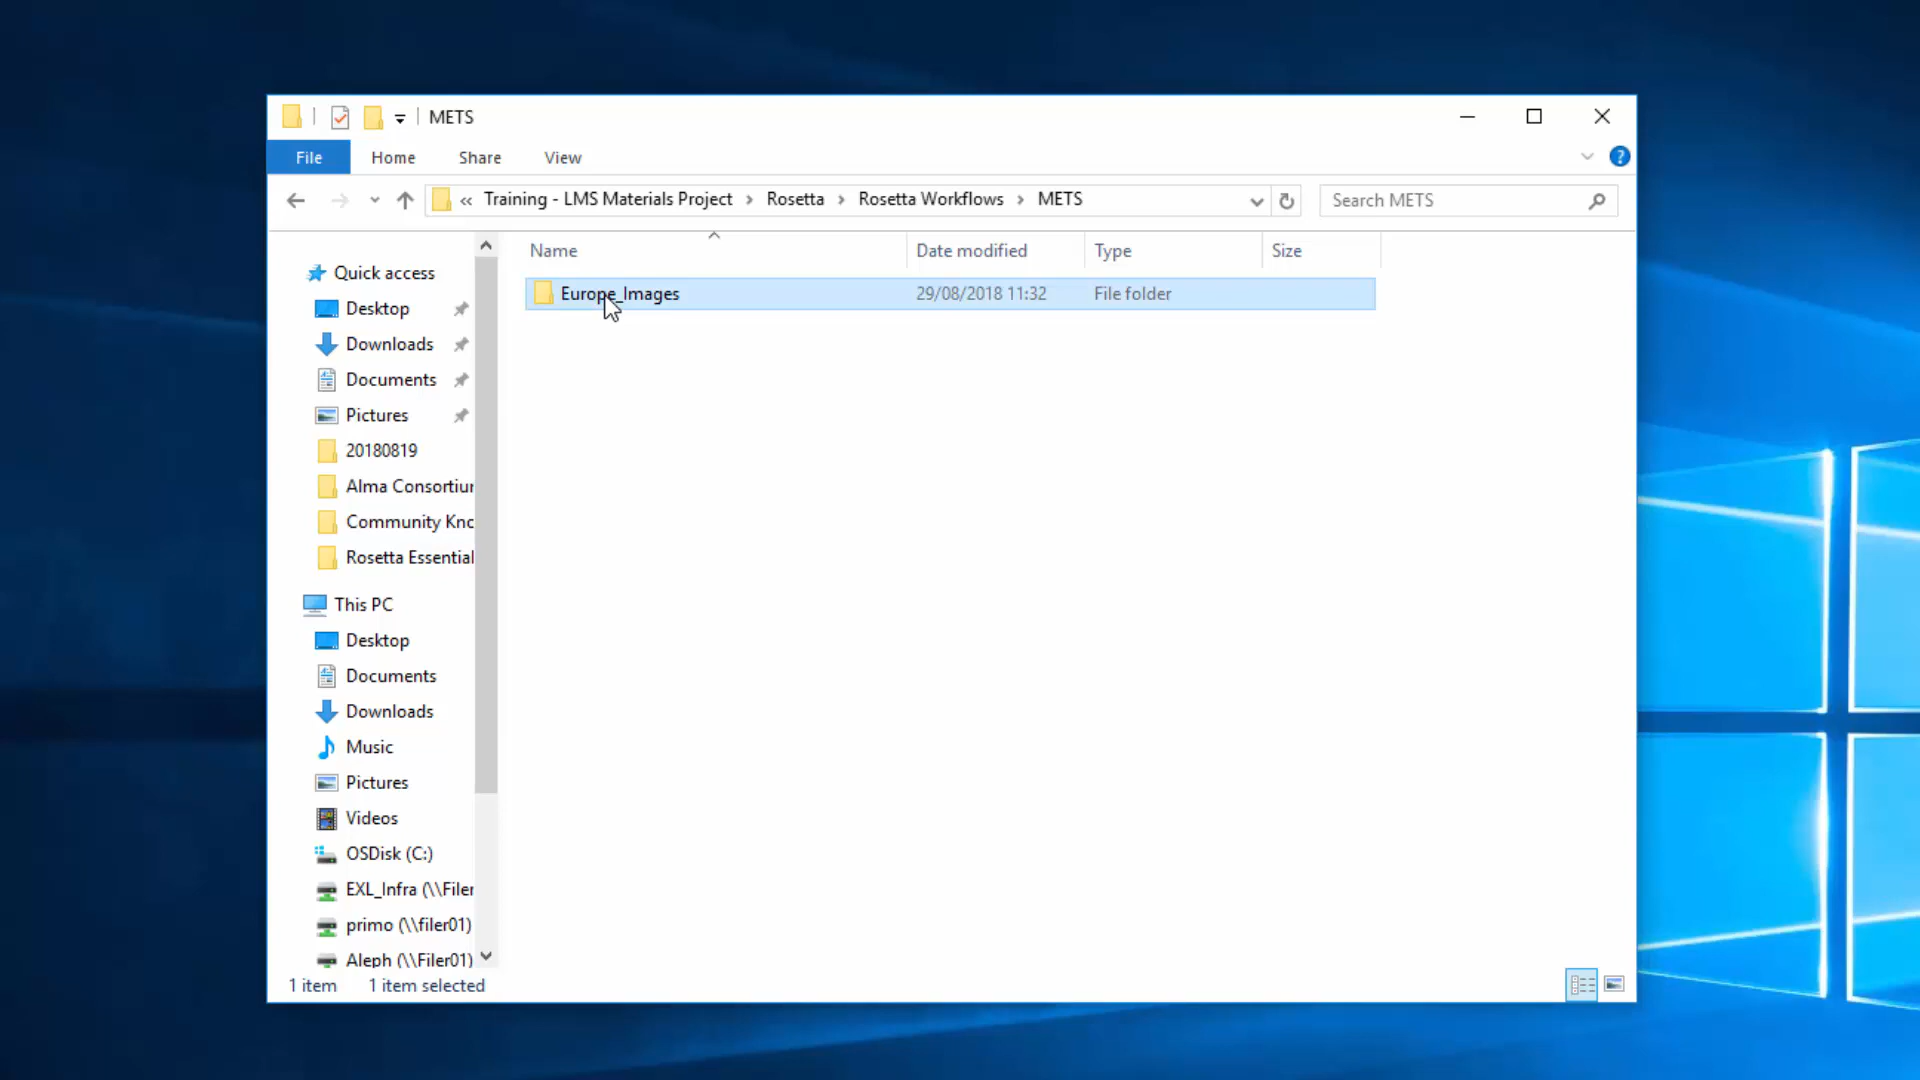 METS
File Home Share View
« Training - LMS Materials Project › Rosetta › Rosetta Workflows › METS
Search METS
Name Date modified Type Size
Europe_Images 29/08/2018 11:32 File folder
Quick access
Desktop
Downloads
Documents
Pictures
20180819
Alma Consortiur
Community Knc
Rosetta Essential
This PC
Desktop
Documents
Downloads
Music
Pictures
Videos
OSDisk (C:)
EXL_Infra (\\Filer
primo (\\filer01)
Aleph (\\Filer01)
1 item 1 item selected